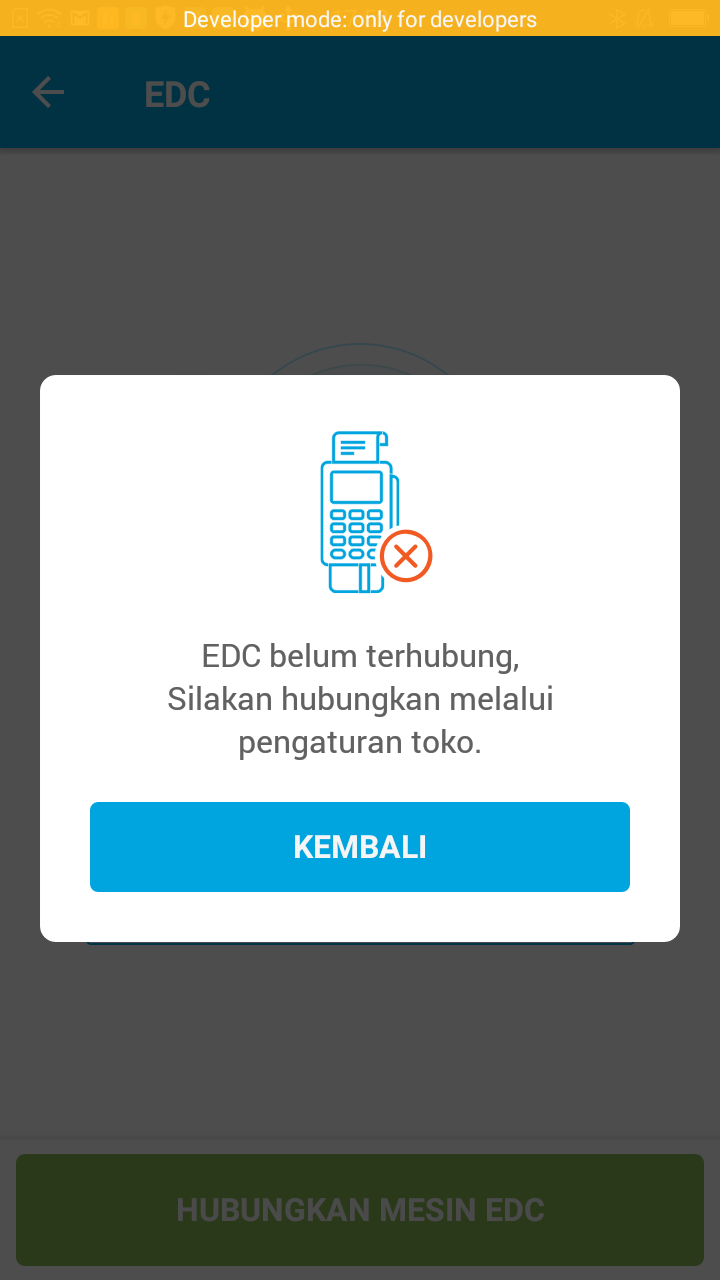 Developer mode: only for developers
EDC
EDC belum terhubung,
Silakan hubungkan melalui
pengaturan toko.
KEMBALI
HUBUNGKAN MESIN EDC